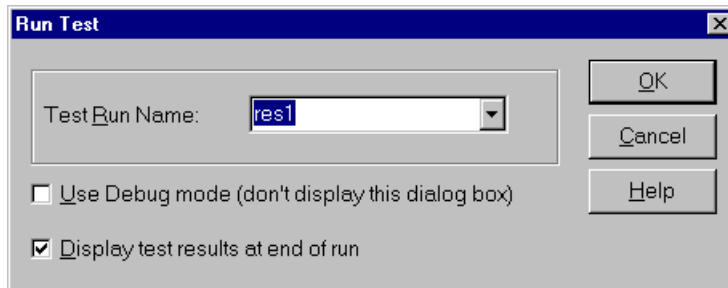 Run Test
OK
Test Run Name: res1
Cancel
Help
Use Debug mode (don't display this dialog box)
Display test results at end of run